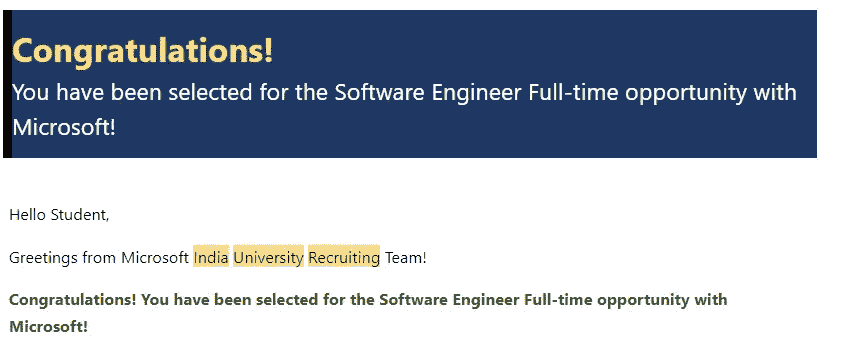 Congratulations!
You have been selected for the Software Engineer Full-time opportunity with
Microsoft!
Hello Student,
Greetings from Microsoft India University Recruiting Team!
Congratulations! You have been selected for the Software Engineer Full-time opportunity with
Microsoft!